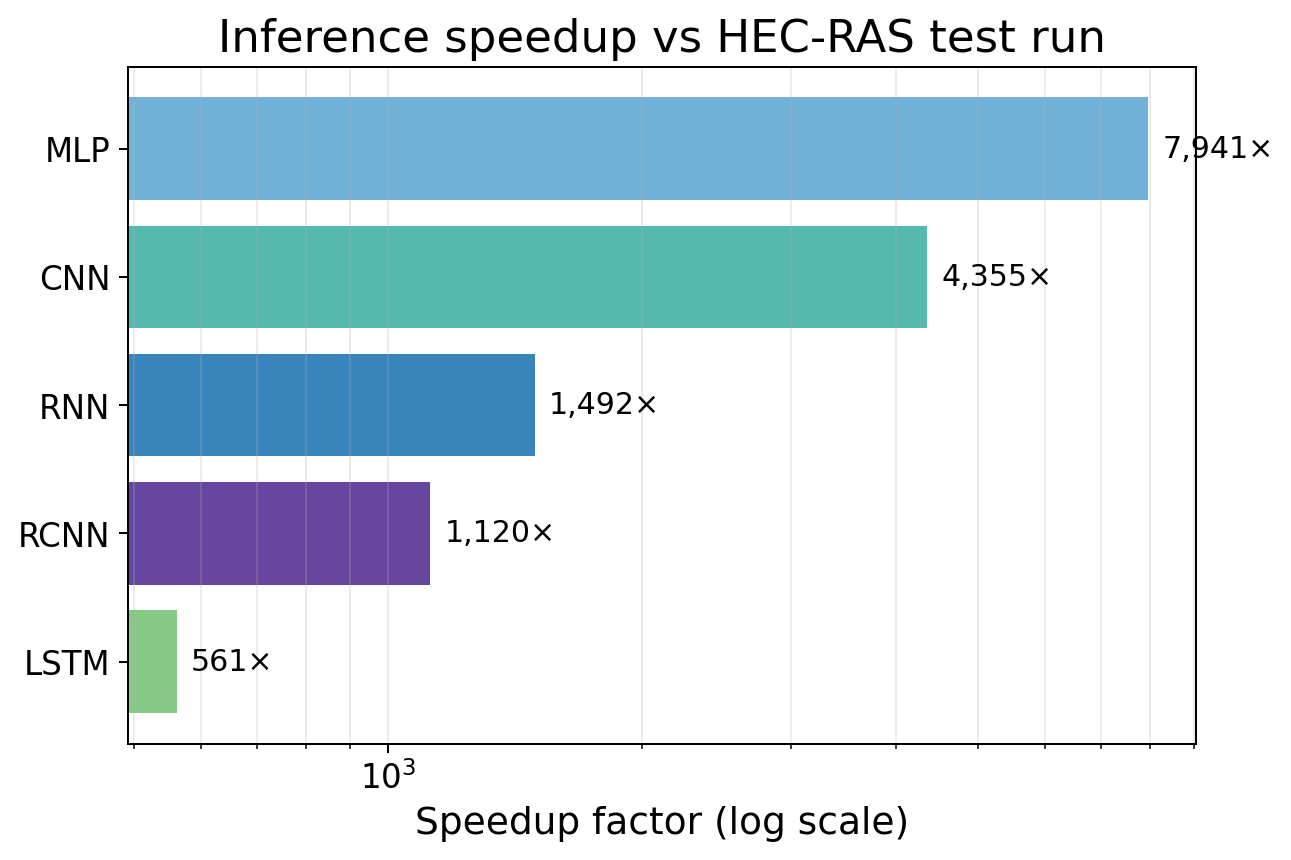 Inference speedup vs HEC-RAS test run
MLP
7,941×
CNN
4,355×
RNN
1,492×
RCNN
1,120×
LSTM
561×
10³
Speedup factor (log scale)